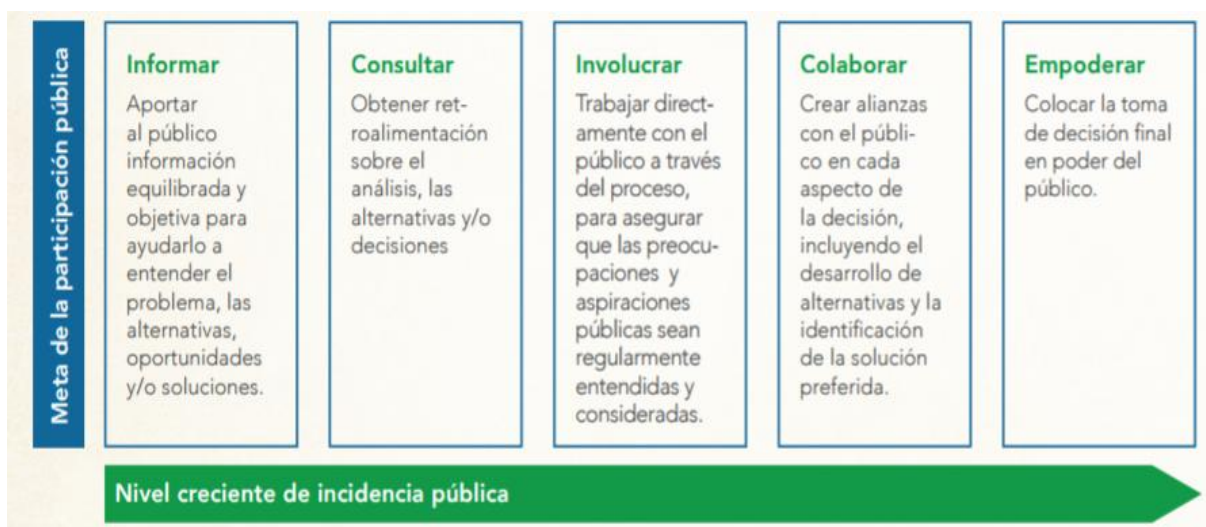 Meta de la participación pública
Informar
Aportar
al público
información
equilibrada y
objetiva para
ayudarlo a
entender el
problema, las
alternativas,
oportunidades
y/o soluciones.
Consultar
Obtener ret-
roalimentación
sobre el
análisis, las
alternativas y/o
decisiones
Involucrar
Trabajar direct-
amente con el
público a través
del proceso,
para asegurar
que las preocu-
paciones y
aspiraciones
públicas sean
regularmente
entendidas y
consideradas.
Colaborar
Crear alianzas
con el públi-
co en cada
aspecto de
la decisión,
incluyendo el
desarrollo de
alternativas y la
identificación
de la solución
preferida.
Empoderar
Colocar la toma
de decisión final
en poder del
público.
Nivel creciente de incidencia pública